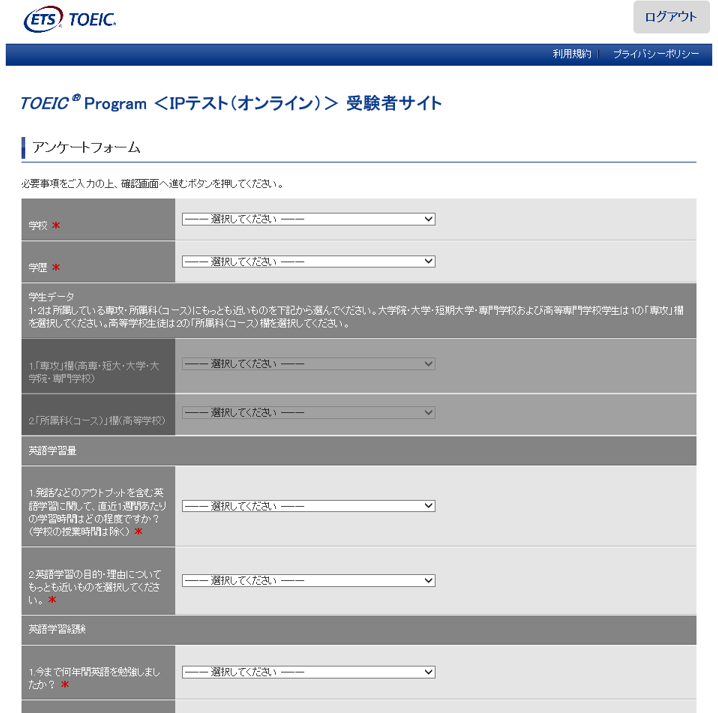 ETS TOEIC®
ログアウト
利用規約 | プライバシーポリシー
TOEIC® Program ＜IPテスト（オンライン）＞ 受験者サイト
アンケートフォーム
必要事項をご入力の上、確認画面へ進むボタンを押してください。
学校 *
—— 選択してください ——
学歴 *
—— 選択してください ——
学生データ
1・2は所属している専攻・所属科（コース）にもっとも近いものを下記から選んでください。大学院・大学・短期大学・専門学校および高等専門学校学生は1の「専攻」欄
を選択してください。高等学校生徒は2の「所属科（コース）欄を選択してください。
1「専攻」欄（高専・短大・大学・大
学院・専門学校）
—— 選択してください ——
2「所属科（コース）」欄（高等学校）
—— 選択してください ——
英語学習量
1.発話などのアウトプットを含む英
語学習に関して、直近1週間あたり
の学習時間はどの程度ですか？
（学校の授業時間は除く） *
—— 選択してください ——
2.英語学習の目的・理由について
もっとも近いものを選択してくださ
い。 *
—— 選択してください ——
英語学習経験
1.今まで何年間英語を勉強しまし
たか？ *
—— 選択してください ——